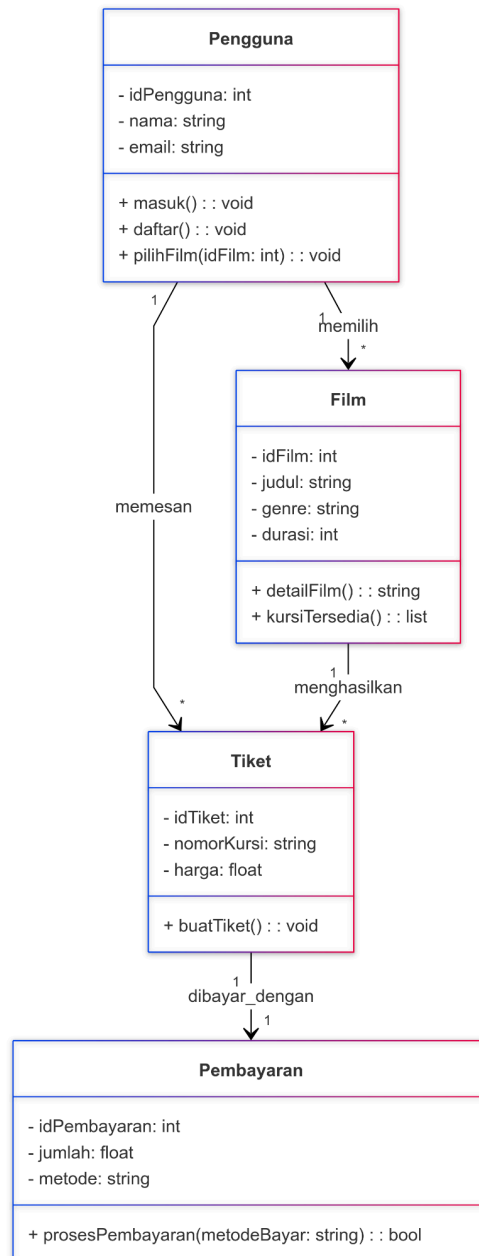 Pengguna
- idPengguna: int
- nama: string
- email: string
+ masuk() : : void
+ daftar() : : void
+ pilihFilm(idFilm: int) : : void
1
1
memilih
*
Film
- idFilm: int
- judul: string
- genre: string
- durasi: int
+ detailFilm() : : string
+ kursiTersedia() : : list
memesan
1
menghasilkan
*
*
Tiket
- idTiket: int
- nomorKursi: string
- harga: float
+ buatTiket() : : void
1
dibayar_dengan
1
Pembayaran
- idPembayaran: int
- jumlah: float
- metode: string
+ prosesPembayaran(metodeBayar: string) : : bool